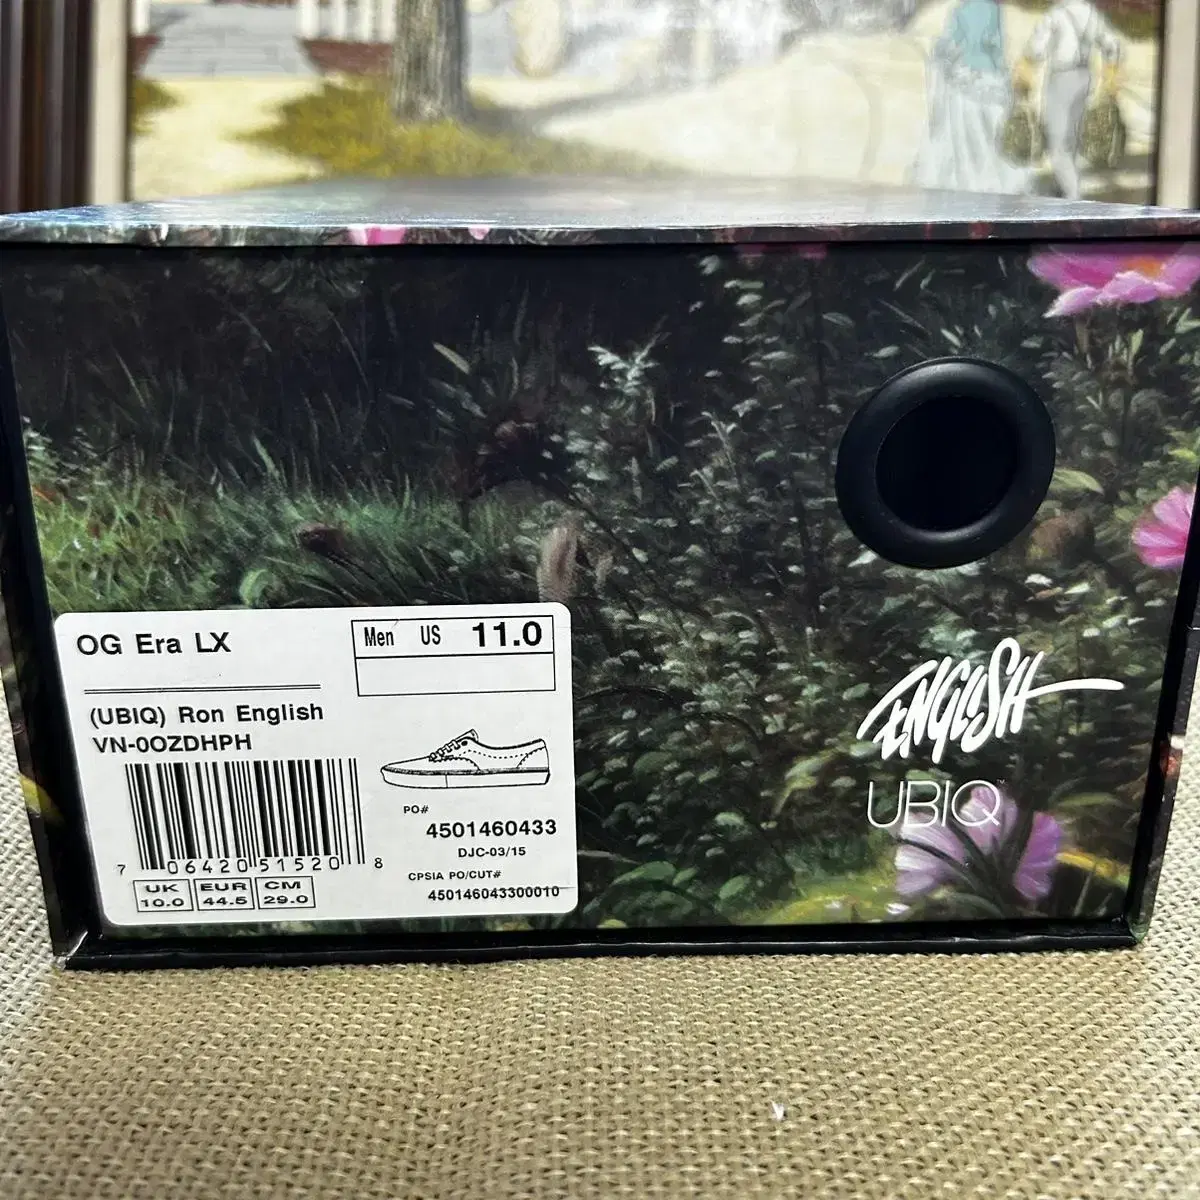 OG Era LX
Men US 11.0
(UBIQ) Ron English
VN-0OZDHPH
PO#
4501460433
DJC-03/15
CPSIA PO/CUT#
450146043300010
7 06420 51520 8
UK EUR CM
10.0 44.5 29.0
ENGLISH
UBIQ™